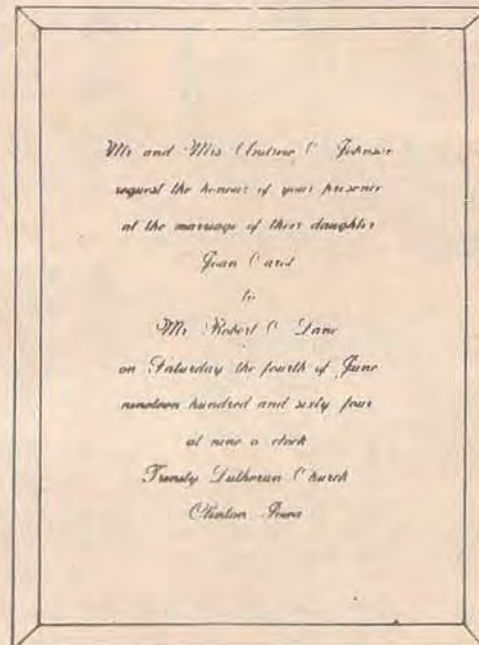 Mr and Mrs Andrew C Johnson
request the honour of your presence
at the marriage of their daughter
Joan Carol
to
Mr Robert C Lane
on Saturday the fourth of June
nineteen hundred and sixty four
at nine o clock
Trinity Lutheran Church
Clinton Iowa